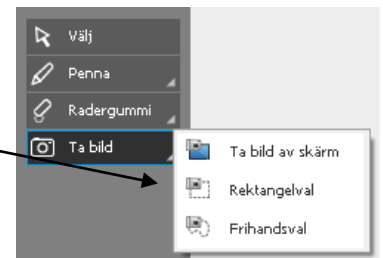 Välj
Penna
Radergummi
Ta bild
Ta bild av skärm
Rektangelval
Frihandsval